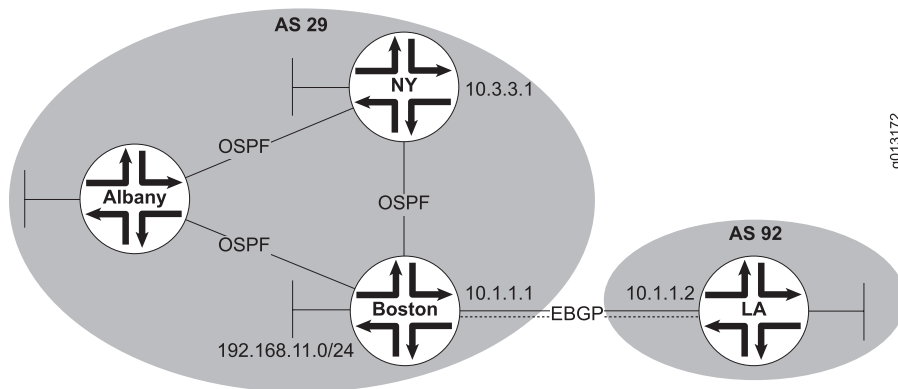 AS 29
NY
10.3.3.1
g013172
OSPF
Albany
OSPF
OSPF
AS 92
10.1.1.1
10.1.1.2
Boston
EBGP
LA
192.168.11.0/24